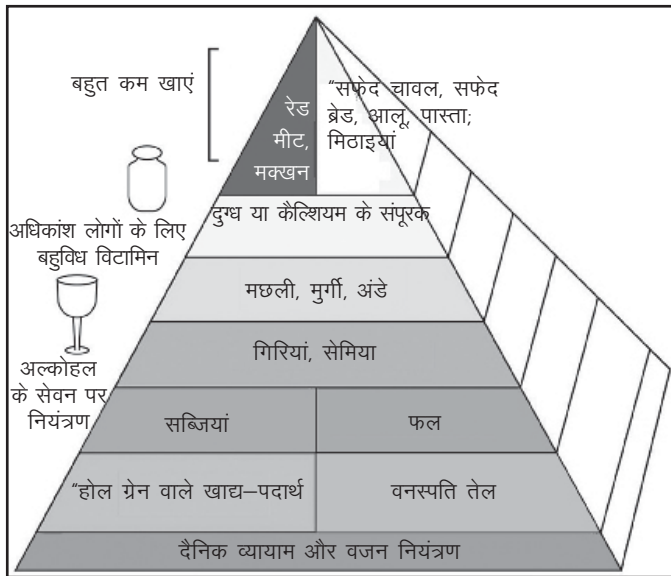 बहुत कम खाएं
रेड
मीट,
मक्खन
“सफेद चावल, सफेद
ब्रेड, आलू, पास्ता;
मिठाइयां
अधिकांश लोगों के लिए
बहुविध विटामिन
दुग्ध या कैल्शियम के संपूरक
मछली, मुर्गी, अंडे
गिरियां, सेमिया
अल्कोहल
के सेवन पर
नियंत्रण
सब्जियां
फल
“होल ग्रेन वाले खाद्य–पदार्थ
वनस्पति तेल
दैनिक व्यायाम और वजन नियंत्रण